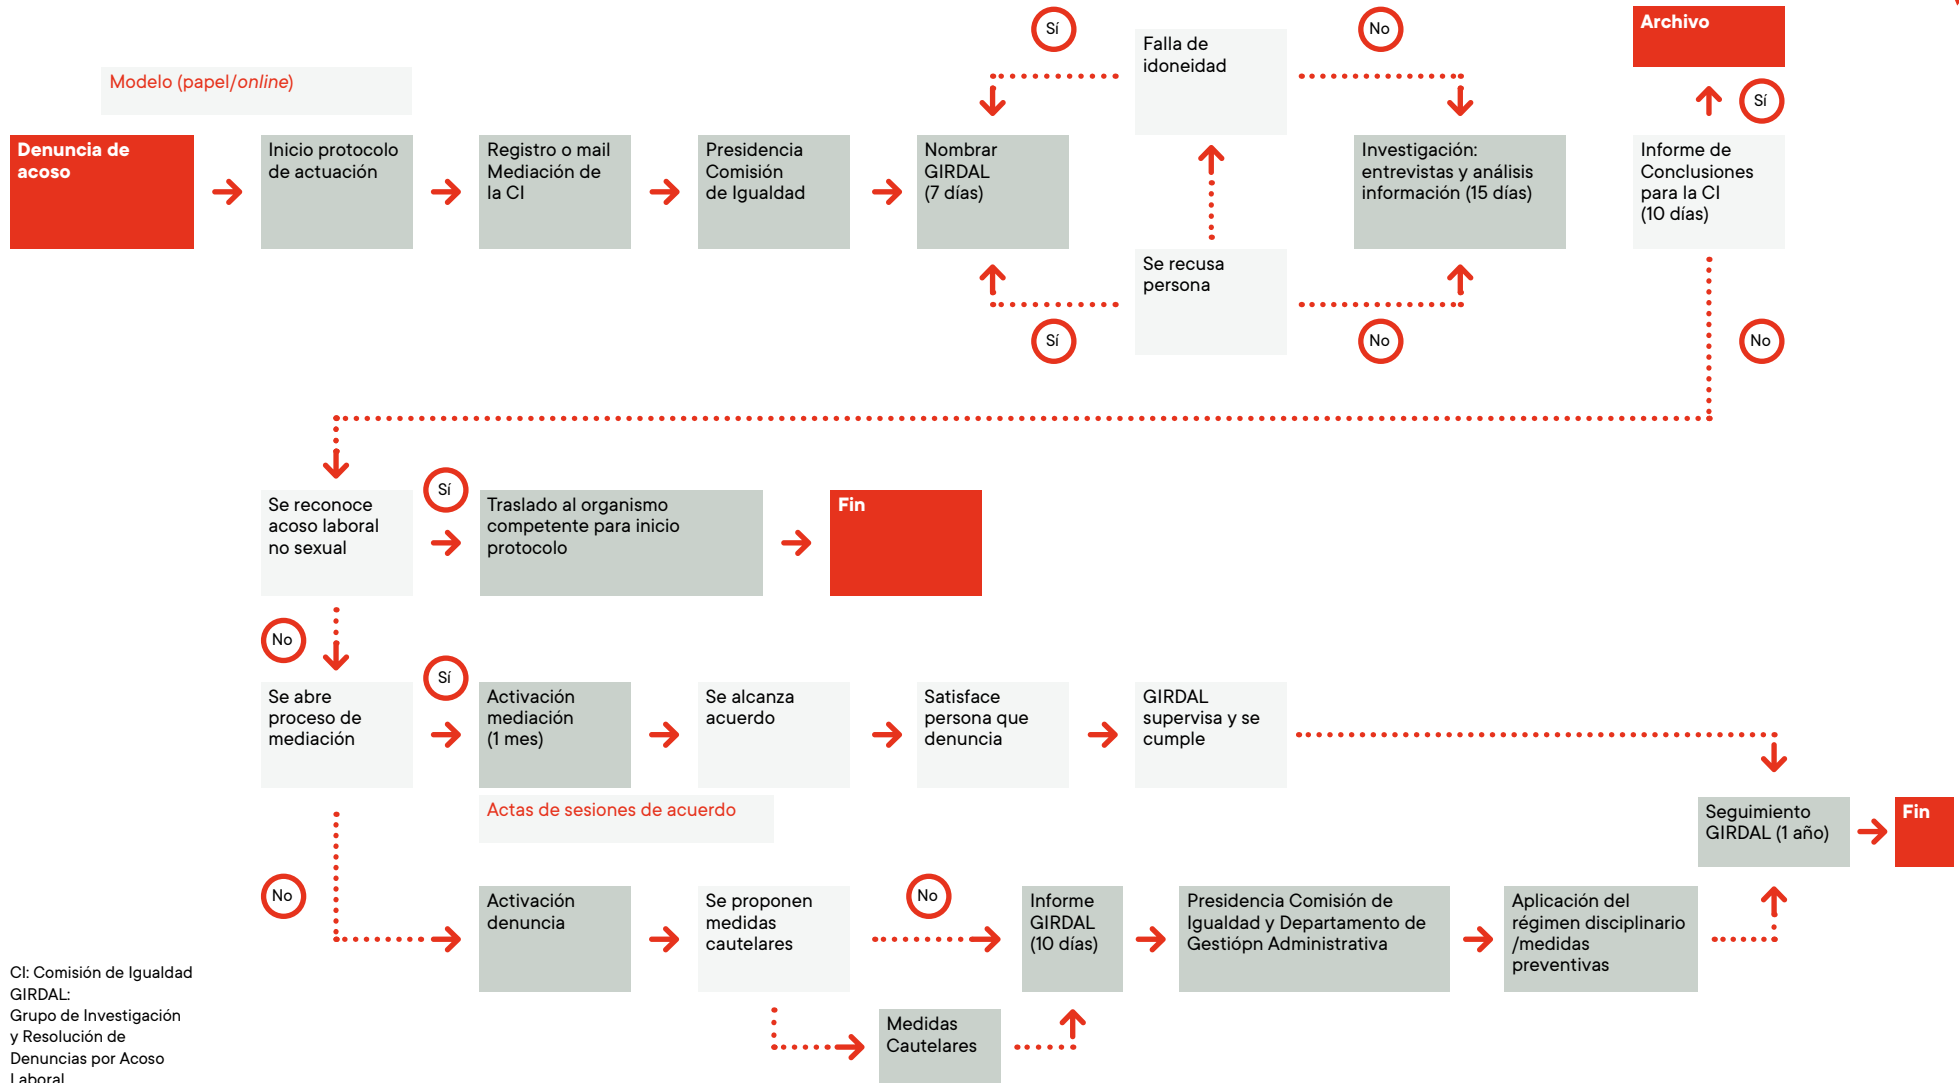 Sí
No
Archivo
Falla de
idoneidad
Modelo (papel/online)
Sí
Denuncia de
acoso
Inicio protocolo
de actuación
Registro o mail
Mediación de
la CI
Presidencia
Comisión
de Igualdad
Nombrar
GIRDAL
(7 días)
Investigación:
entrevistas y análisis
información (15 días)
Informe de
Conclusiones
para la CI
(10 días)
Se recusa
persona
Sí
No
No
Se reconoce
acoso laboral
no sexual
Sí
Traslado al organismo
competente para inicio
protocolo
Fin
No
Se abre
proceso de
mediación
Sí
Activación
mediación
(1 mes)
Se alcanza
acuerdo
Satisface
persona que
denuncia
GIRDAL
supervisa y se
cumple
Actas de sesiones de acuerdo
Seguimiento
GIRDAL (1 año)
Fin
No
Activación
denuncia
Se proponen
medidas
cautelares
No
Informe
GIRDAL
(10 días)
Presidencia Comisión de
Igualdad y Departamento de
Gestiópn Administrativa
Aplicación del
régimen disciplinario
/medidas
preventivas
Medidas
Cautelares
CI: Comisión de Igualdad
GIRDAL:
Grupo de Investigación
y Resolución de
Denuncias por Acoso
Laboral